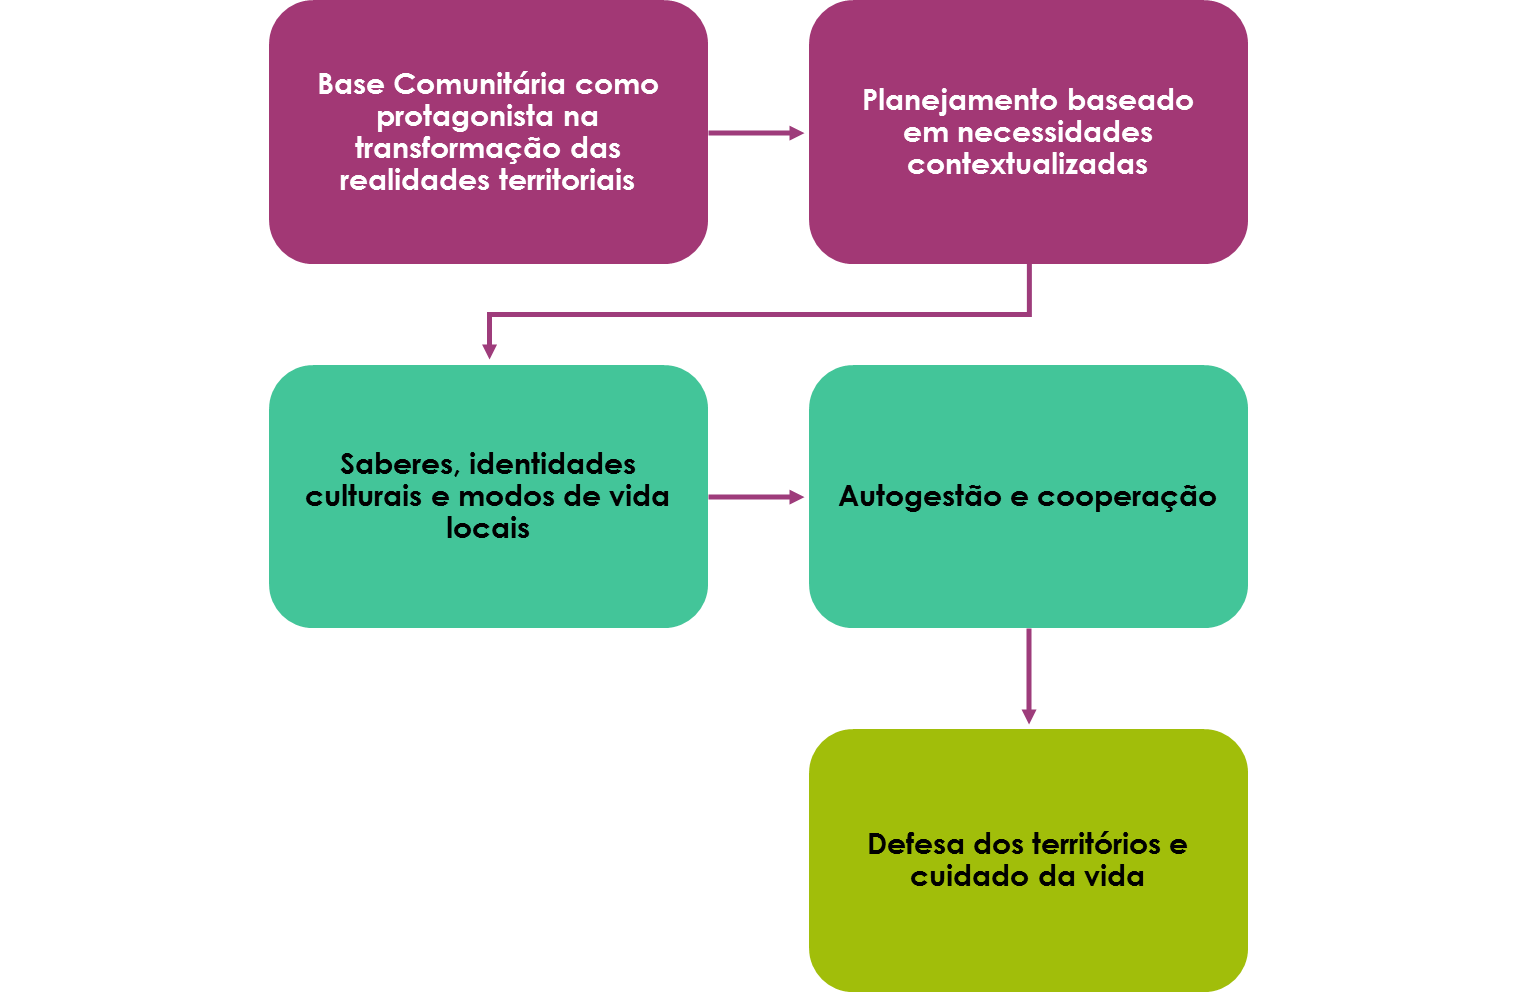 Base Comunitária como
protagonista na
transformação das
realidades territoriais
Planejamento baseado
em necessidades
contextualizadas
Saberes, identidades
culturais e modos de vida
locais
Autogestão e cooperação
Defesa dos territórios e
cuidado da vida